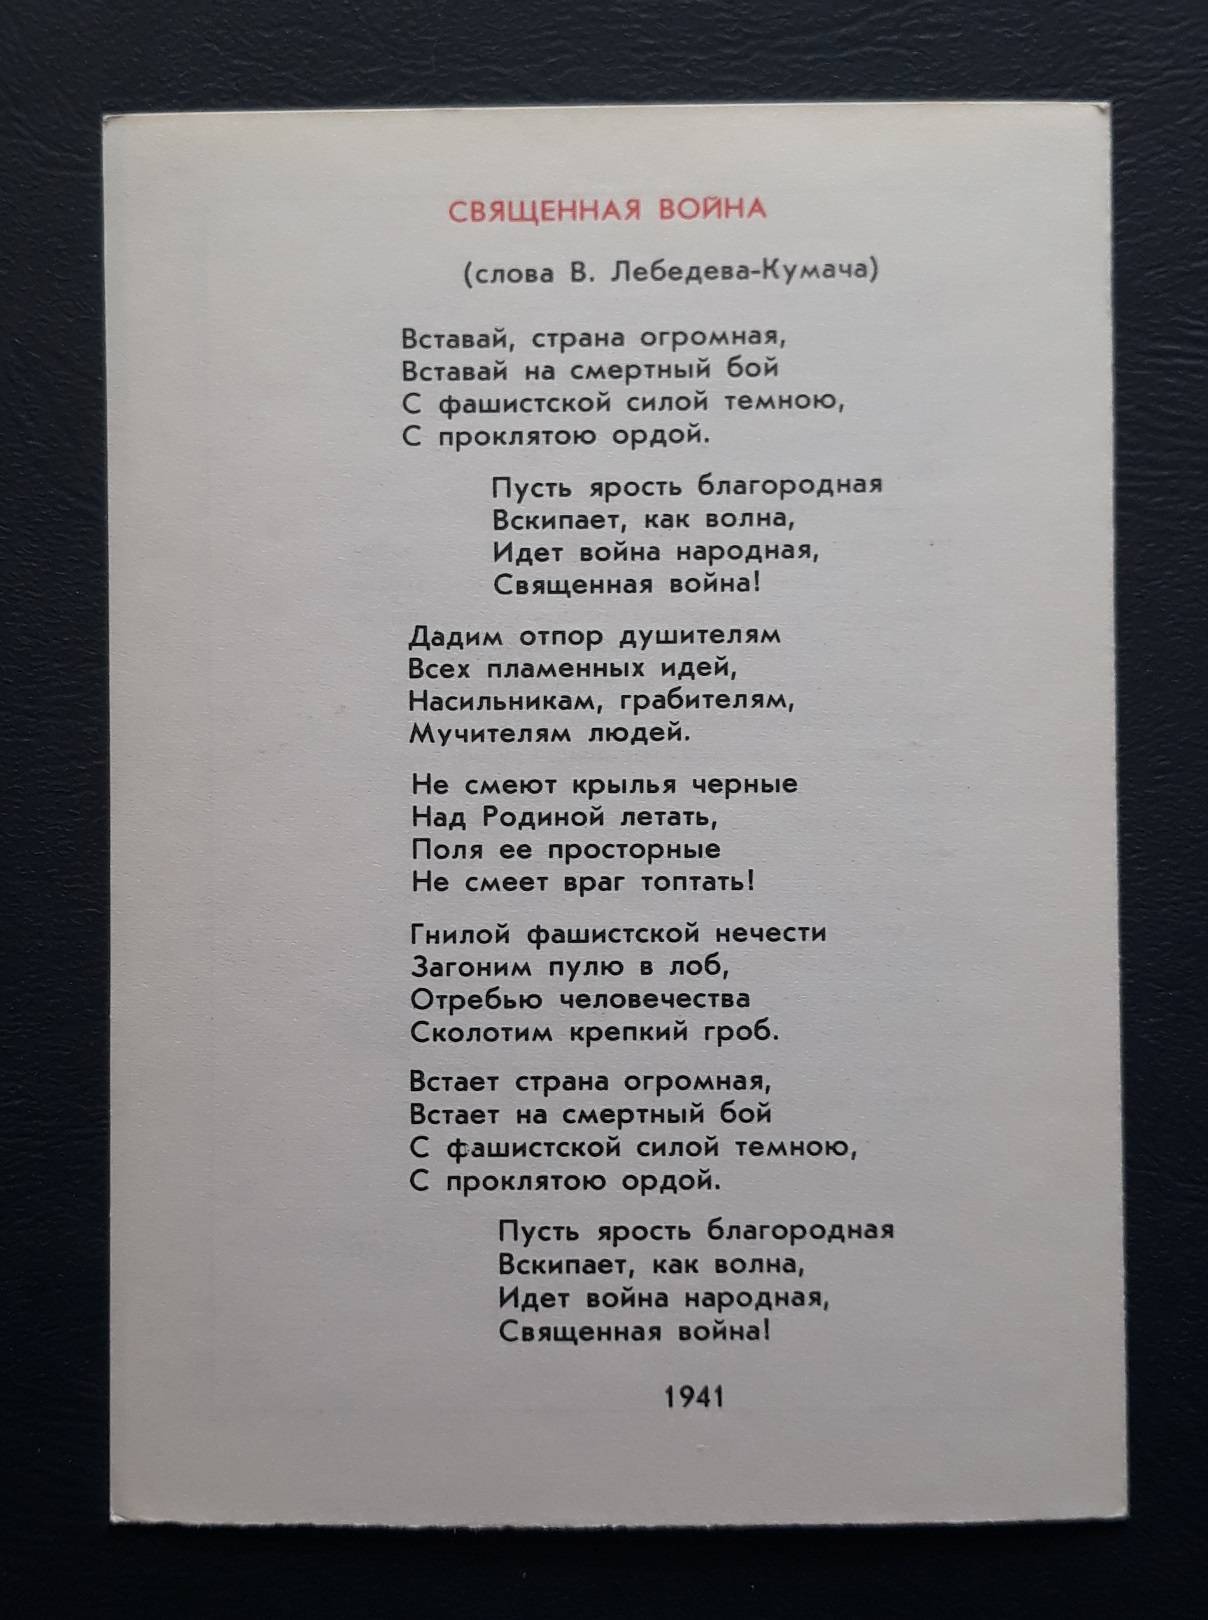 СВЯЩЕННАЯ ВОЙНА
(слова В. Лебедева-Кумача)
Вставай, страна огромная,
Вставай на смертный бой
С фашистской силой темною,
С проклятою ордой.
Пусть ярость благородная
Вскипает, как волна,
Идет война народная,
Священная война!
Дадим отпор душителям
Всех пламенных идей,
Насильникам, грабителям,
Мучителям людей.
Не смеют крылья черные
Над Родиной летать,
Поля ее просторные
Не смеет враг топтать!
Гнилой фашистской нечести
Загоним пулю в лоб,
Отребью человечества
Сколотим крепкий гроб.
Встает страна огромная,
Встает на смертный бой
С фашистской силой темною,
С проклятою ордой.
Пусть ярость благородная
Вскипает, как волна,
Идет война народная,
Священная война!
1941